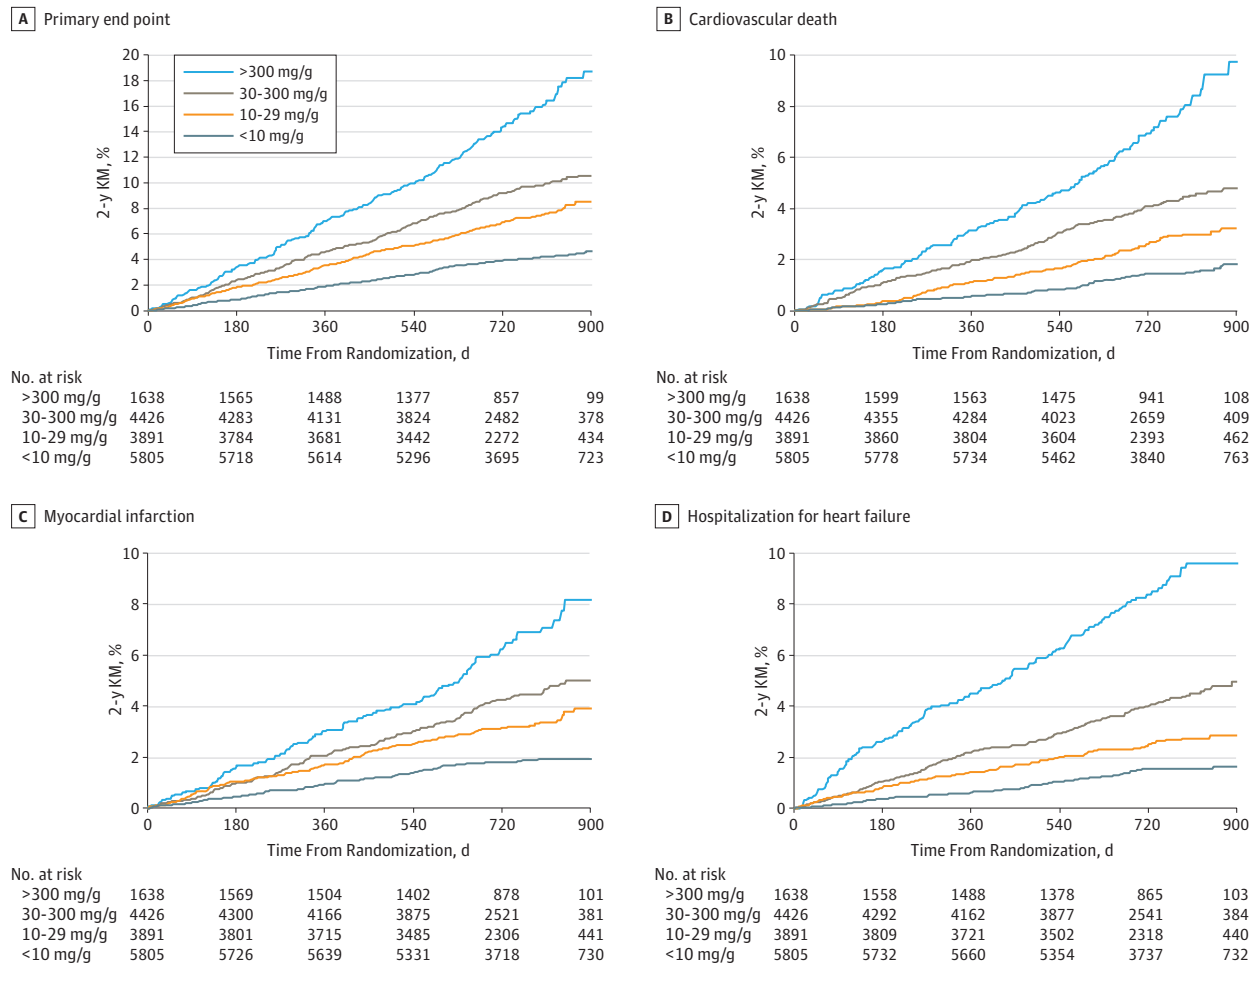 A Primary end point
2-y KM, %
20
18
16
14
12
10
8
6
4
2
0
>300 mg/g
30-300 mg/g
10-29 mg/g
<10 mg/g
0 180 360 540 720 900
Time From Randomization, d
No. at risk
>300 mg/g 1638 1565 1488 1377 857 99
30-300 mg/g 4426 4283 4131 3824 2482 378
10-29 mg/g 3891 3784 3681 3442 2272 434
<10 mg/g 5805 5718 5614 5296 3695 723
B Cardiovascular death
2-y KM, %
10
8
6
4
2
0
0 180 360 540 720 900
Time From Randomization, d
No. at risk
>300 mg/g 1638 1599 1563 1475 941 108
30-300 mg/g 4426 4355 4284 4023 2659 409
10-29 mg/g 3891 3860 3804 3604 2393 462
<10 mg/g 5805 5778 5734 5462 3840 763
C Myocardial infarction
2-y KM, %
10
8
6
4
2
0
0 180 360 540 720 900
Time From Randomization, d
No. at risk
>300 mg/g 1638 1569 1504 1402 878 101
30-300 mg/g 4426 4300 4166 3875 2521 381
10-29 mg/g 3891 3801 3715 3485 2306 441
<10 mg/g 5805 5726 5639 5331 3718 730
D Hospitalization for heart failure
2-y KM, %
10
8
6
4
2
0
0 180 360 540 720 900
Time From Randomization, d
No. at risk
>300 mg/g 1638 1558 1488 1378 865 103
30-300 mg/g 4426 4292 4162 3877 2541 384
10-29 mg/g 3891 3809 3721 3502 2318 440
<10 mg/g 5805 5732 5660 5354 3737 732